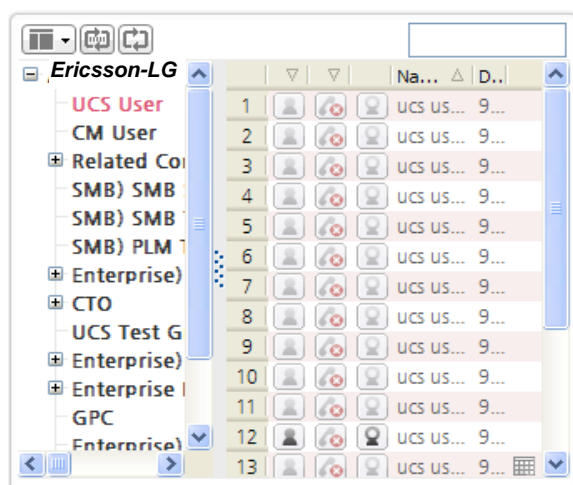 Ericsson-LG
UCS User
CM User
Related Co
SMB) SMB
SMB) SMB
SMB) PLM
Enterprise)
CTO
UCS Test G
Enterprise)
Enterprise
GPC
Enterprise)
Na... D..
1 ucs us... 9...
2 ucs us... 9...
3 ucs us... 9...
4 ucs us... 9...
5 ucs us... 9...
6 ucs us... 9...
7 ucs us... 9...
8 ucs us... 9...
9 ucs us... 9...
10 ucs us... 9...
11 ucs us... 9...
12 ucs us... 9...
13 ucs us... 9...